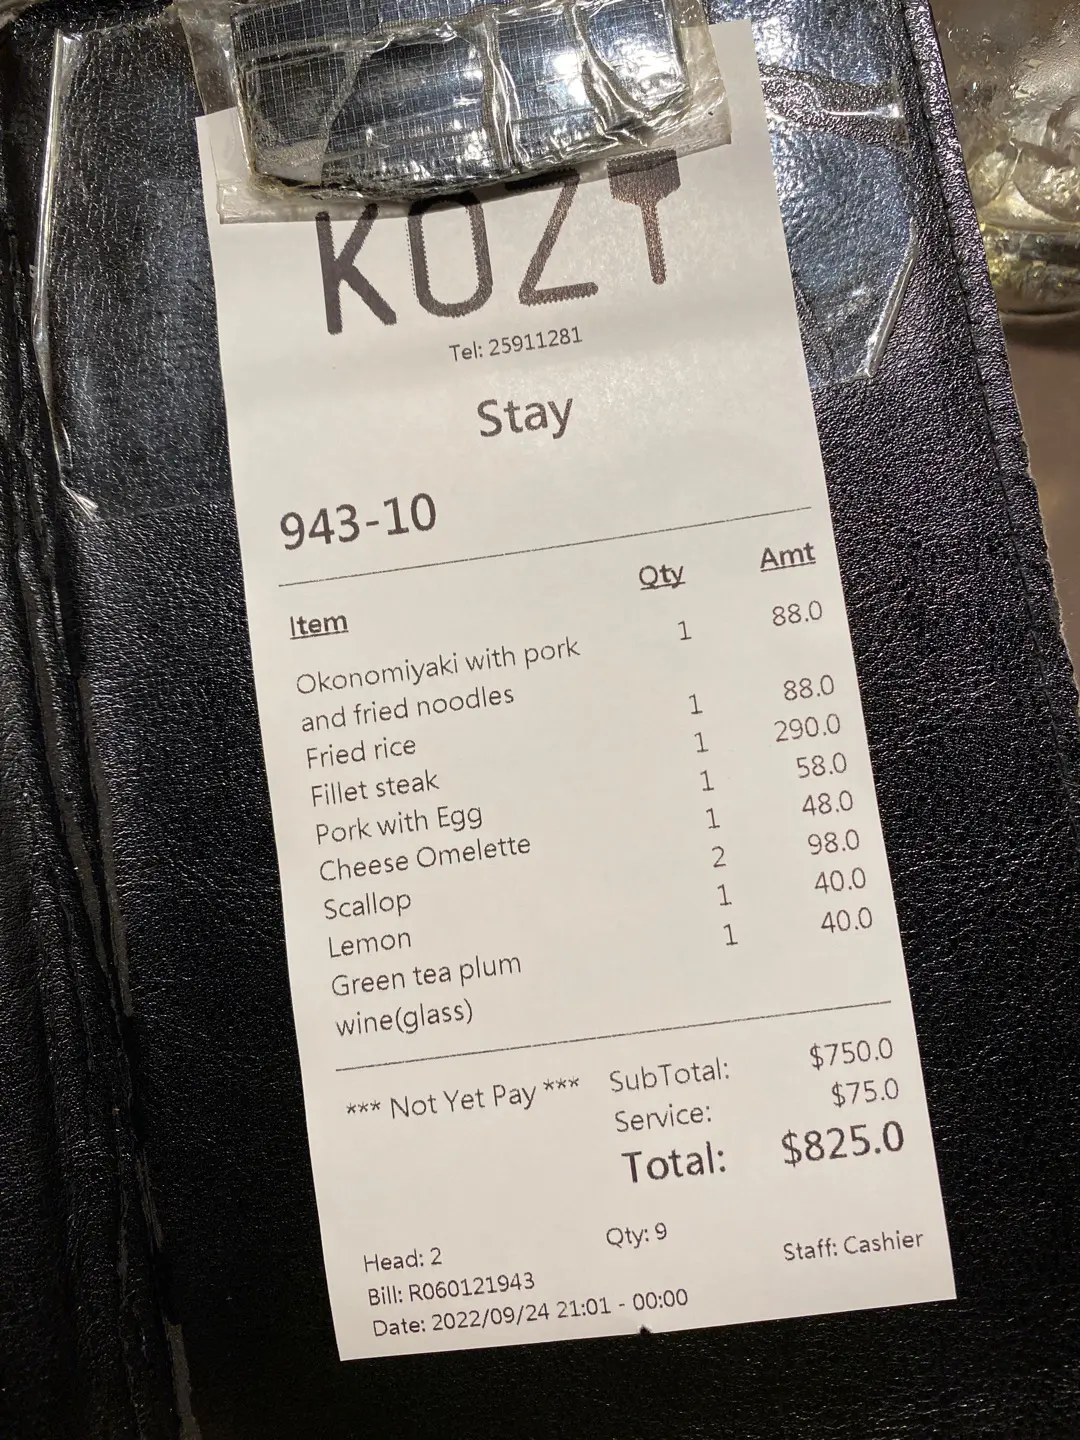 KOZY
Tel: 25911281
Stay
943-10
Item Qty Amt
Okonomiyaki with pork 1 88.0
and fried noodles
Fried rice 1 88.0
Fillet steak 1 290.0
Pork with Egg 1 58.0
Cheese Omelette 1 48.0
Scallop 2 98.0
Lemon 1 40.0
Green tea plum 1 40.0
wine(glass)
*** Not Yet Pay *** SubTotal: $750.0
Service: $75.0
Total: $825.0
Head: 2 Qty: 9 Staff: Cashier
Bill: R060121943
Date: 2022/09/24 21:01 - 00:00